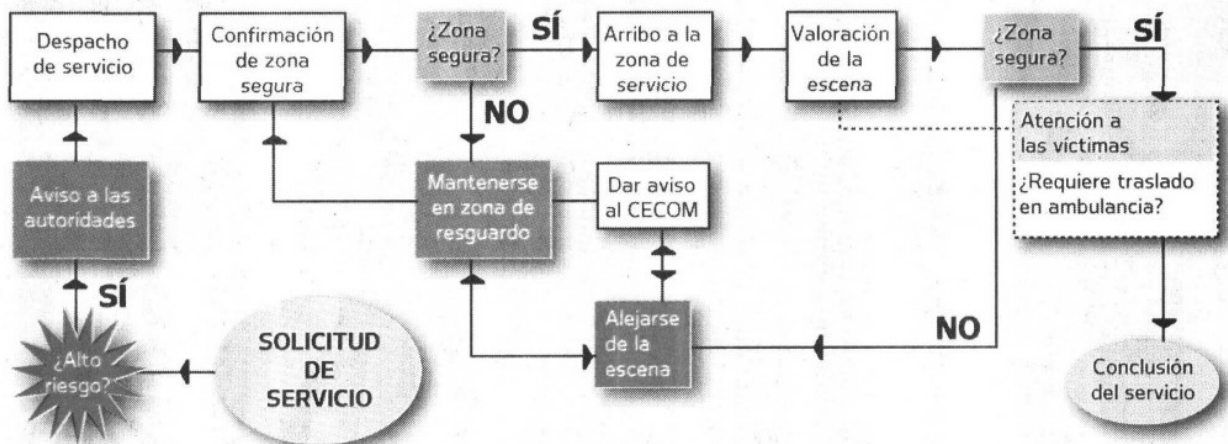 Despacho
de servicio
Confirmación
de zona
segura
¿Zona
segura?
SÍ
Arribo a la
zona de
servicio
Valoración
de la
escena
¿Zona
segura?
SÍ
NO
Atención a
las víctimas
¿Requiere traslado
en ambulancia?
Aviso a las
autoridades
Mantenerse
en zona de
resguardo
Dar aviso
al CECOM
SÍ
¿Alto
riesgo?
SOLICITUD
DE
SERVICIO
Alejarse
de la
escena
NO
Conclusión
del servicio